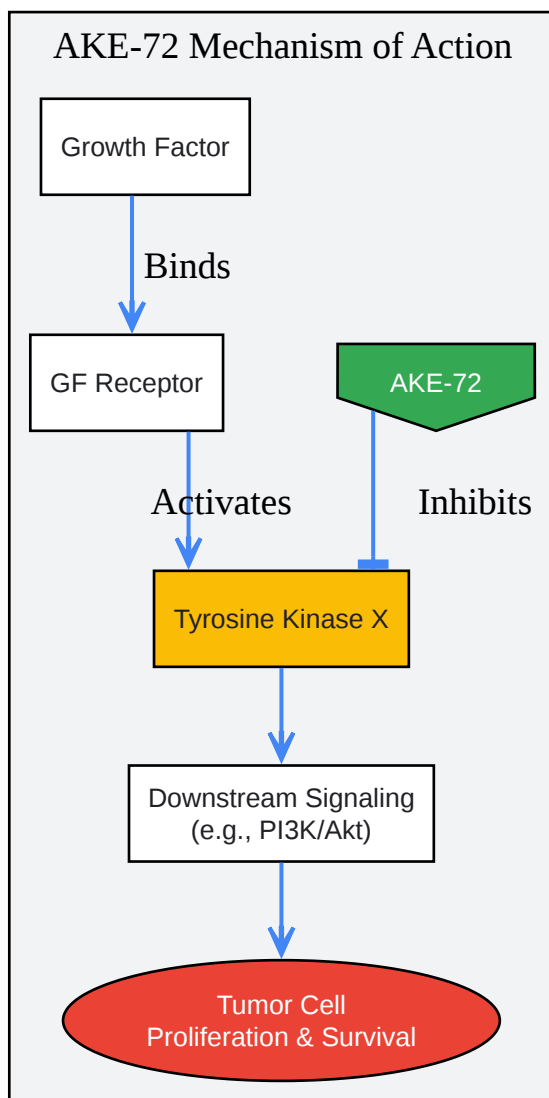 AKE-72 Mechanism of Action
Growth Factor
Binds
GF Receptor
AKE-72
Activates
Inhibits
Tyrosine Kinase X
Downstream Signaling
(e.g., PI3K/Akt)
Tumor Cell
Proliferation & Survival